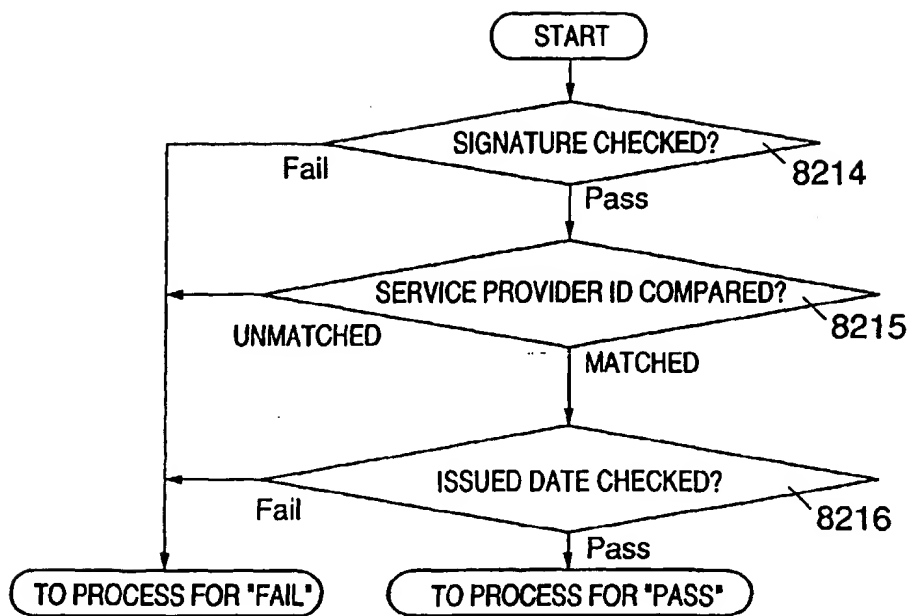 START
SIGNATURE CHECKED?
Fail
8214
Pass
SERVICE PROVIDER ID COMPARED?
UNMATCHED
8215
MATCHED
ISSUED DATE CHECKED?
Fail
8216
Pass
TO PROCESS FOR "FAIL"
TO PROCESS FOR "PASS"